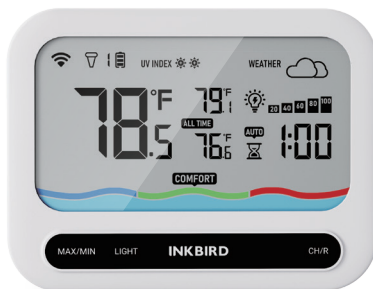 1 UV INDEX WEATHER
78.5°F
79.1°F
ALL TIME
76.6°F
20 40 60 80 100
AUTO
1:00
COMFORT
MAX/MIN LIGHT INKBIRD CH/R